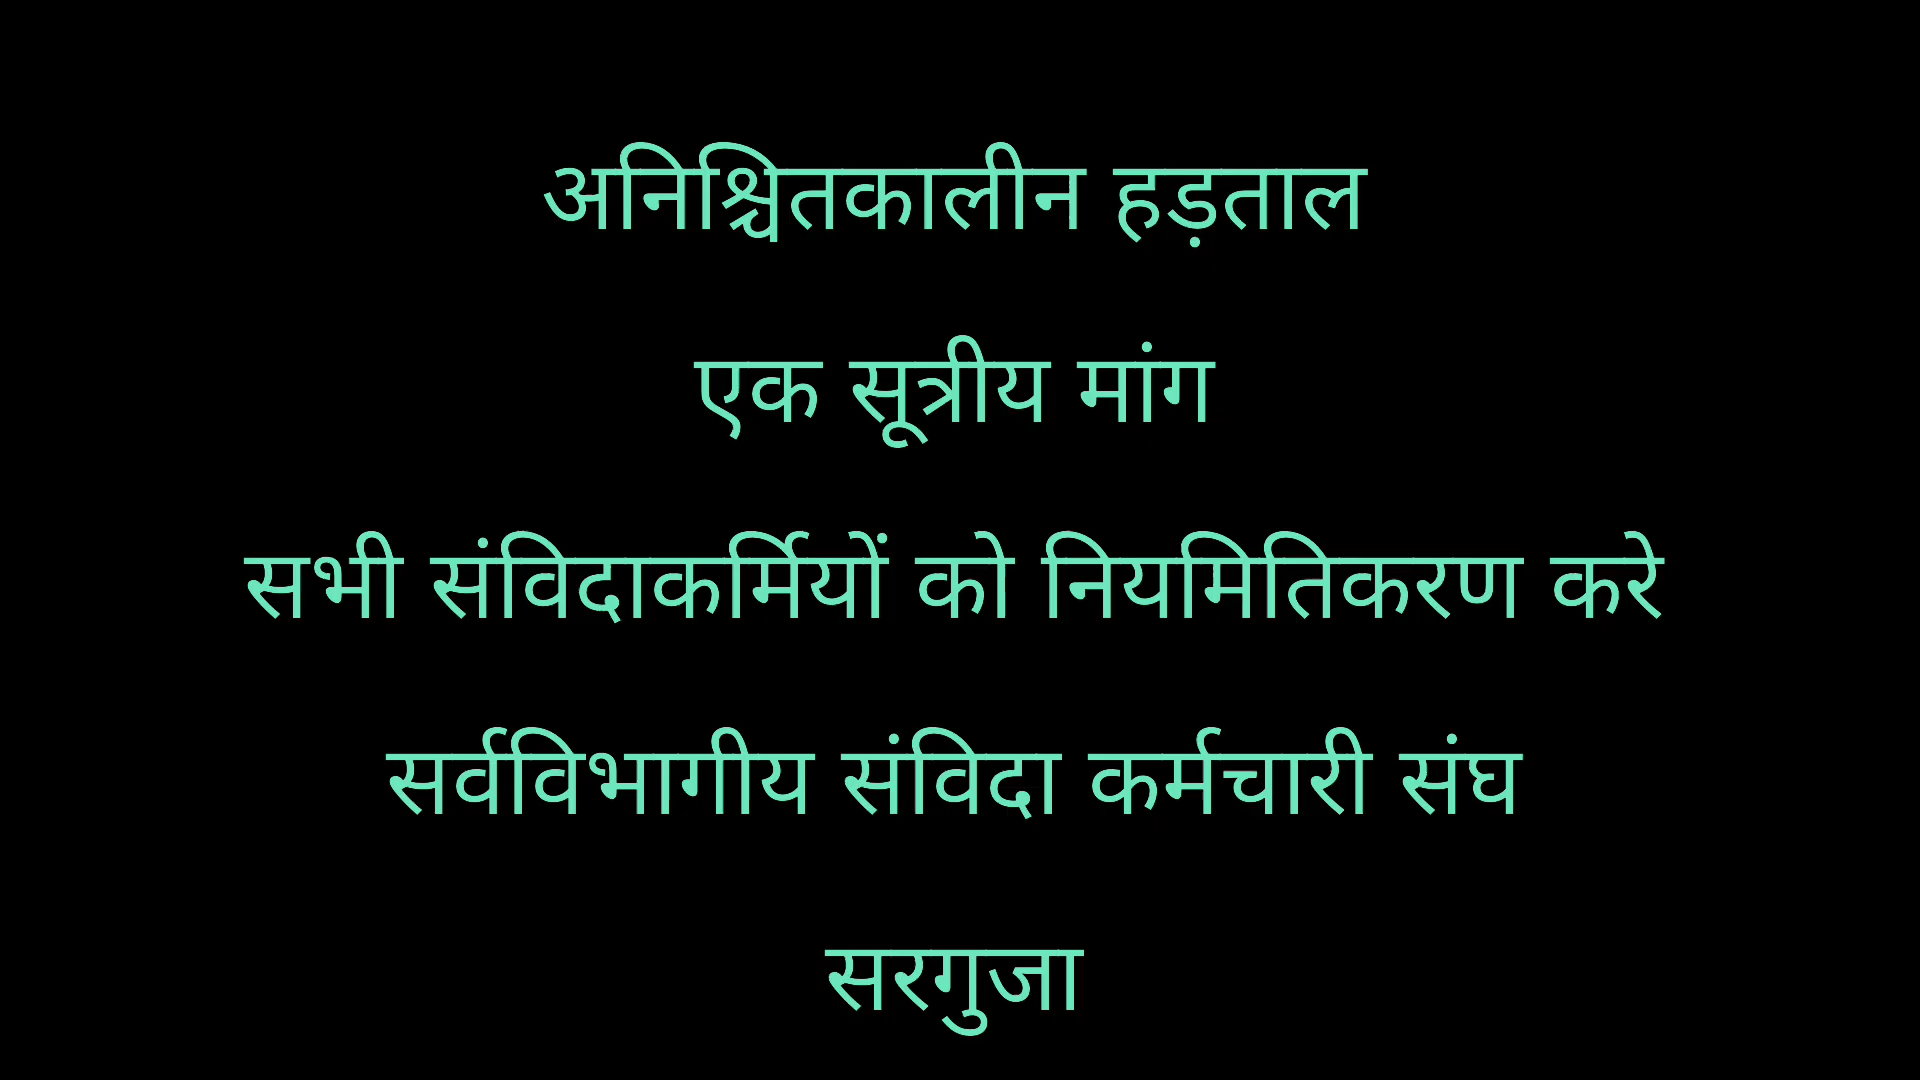 अनिश्चितकालीन हड़ताल
एक सूत्रीय मांग
सभी संविदाकर्मियों को नियमितिकरण करे
सर्वविभागीय संविदा कर्मचारी संघ
सरगुजा